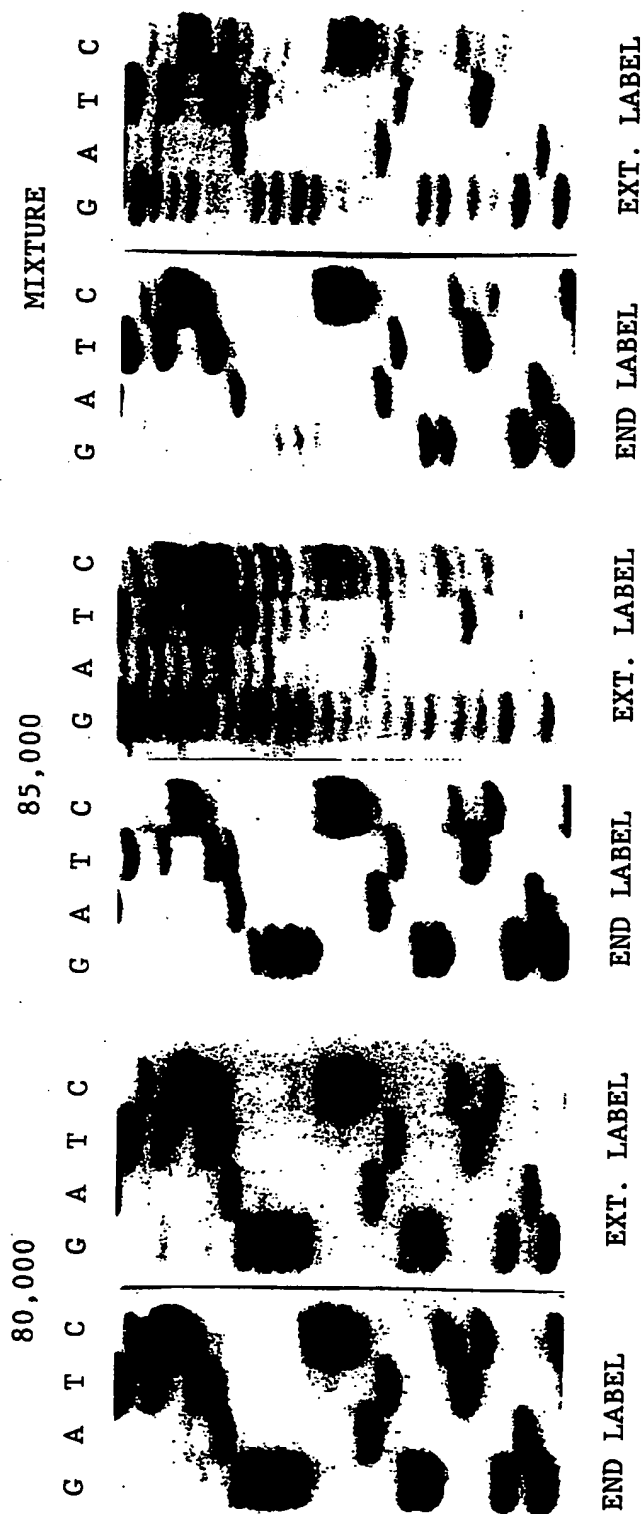 80,000 85,000 MIXTURE
G A T C G A T C G A T C G A T C G A T C G A T C
END LABEL EXT. LABEL END LABEL EXT. LABEL END LABEL EXT. LABEL